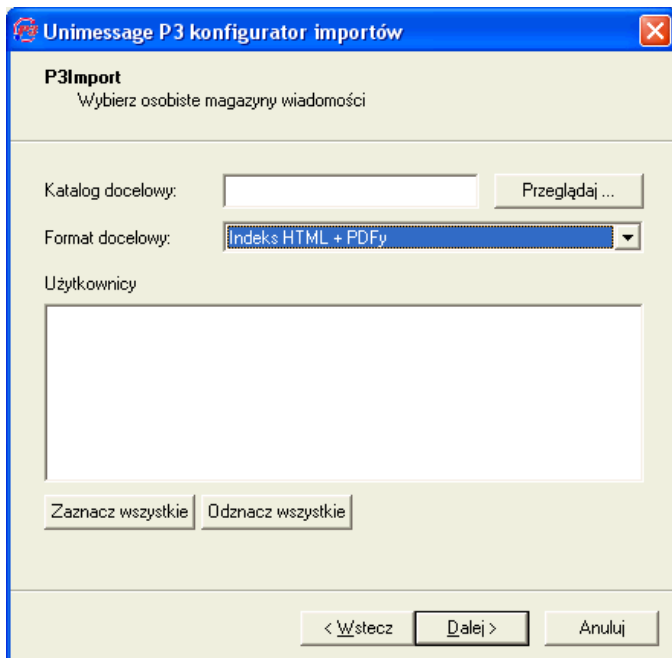 Unimessage P3 konfigurator importów
P3Import
Wybierz osobiste magazyny wiadomości
Katalog docelowy:
Przeglądaj ...
Format docelowy:
Indeks HTML + PDFy
Użytkownicy
Zaznacz wszystkie
Odznacz wszystkie
< Wstecz
Dalej >
Anuluj